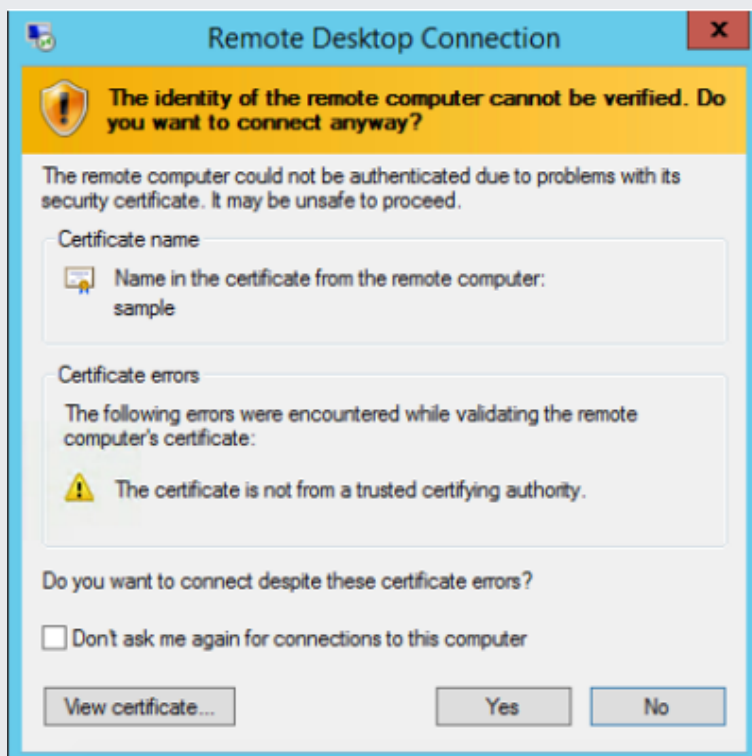 Remote Desktop Connection
The identity of the remote computer cannot be verified. Do
you want to connect anyway?
The remote computer could not be authenticated due to problems with its
security certificate. It may be unsafe to proceed.
Certificate name
Name in the certificate from the remote computer:
sample
Certificate errors
The following errors were encountered while validating the remote
computer's certificate:
The certificate is not from a trusted certifying authority.
Do you want to connect despite these certificate errors?
Don't ask me again for connections to this computer
View certificate... Yes No